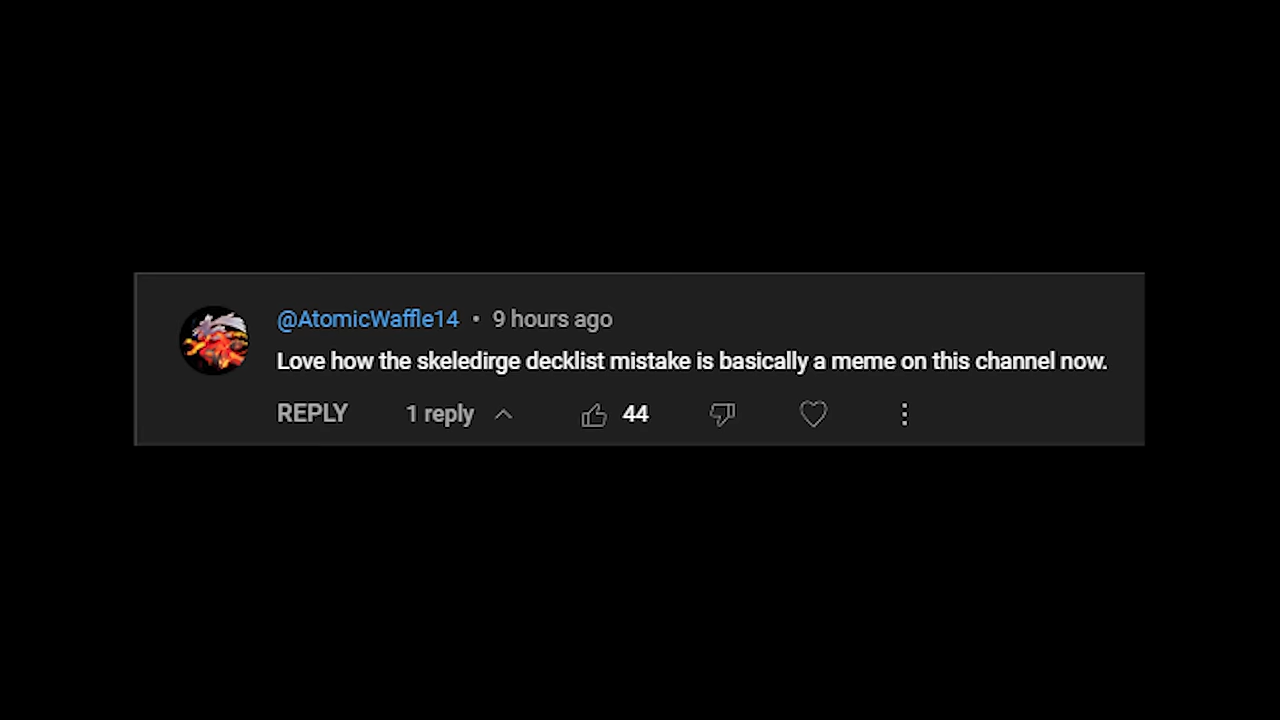 @AtomicWaffle14 • 9 hours ago
Love how the skeledirge decklist mistake is basically a meme on this channel now.
REPLY 1 reply 44